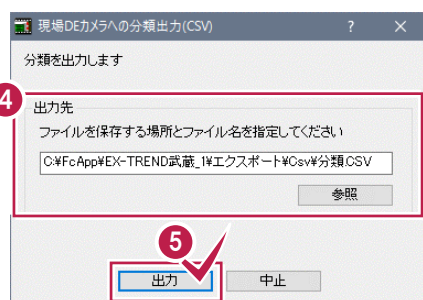 現場DEカメラへの分類出力(CSV)
?
×
分類を出力します
4
出力先
ファイルを保存する場所とファイル名を指定してください
C:¥FcApp¥EX-TREND武蔵_1¥エクスポート¥Csv¥分類.CSV
参照
5
出力
中止